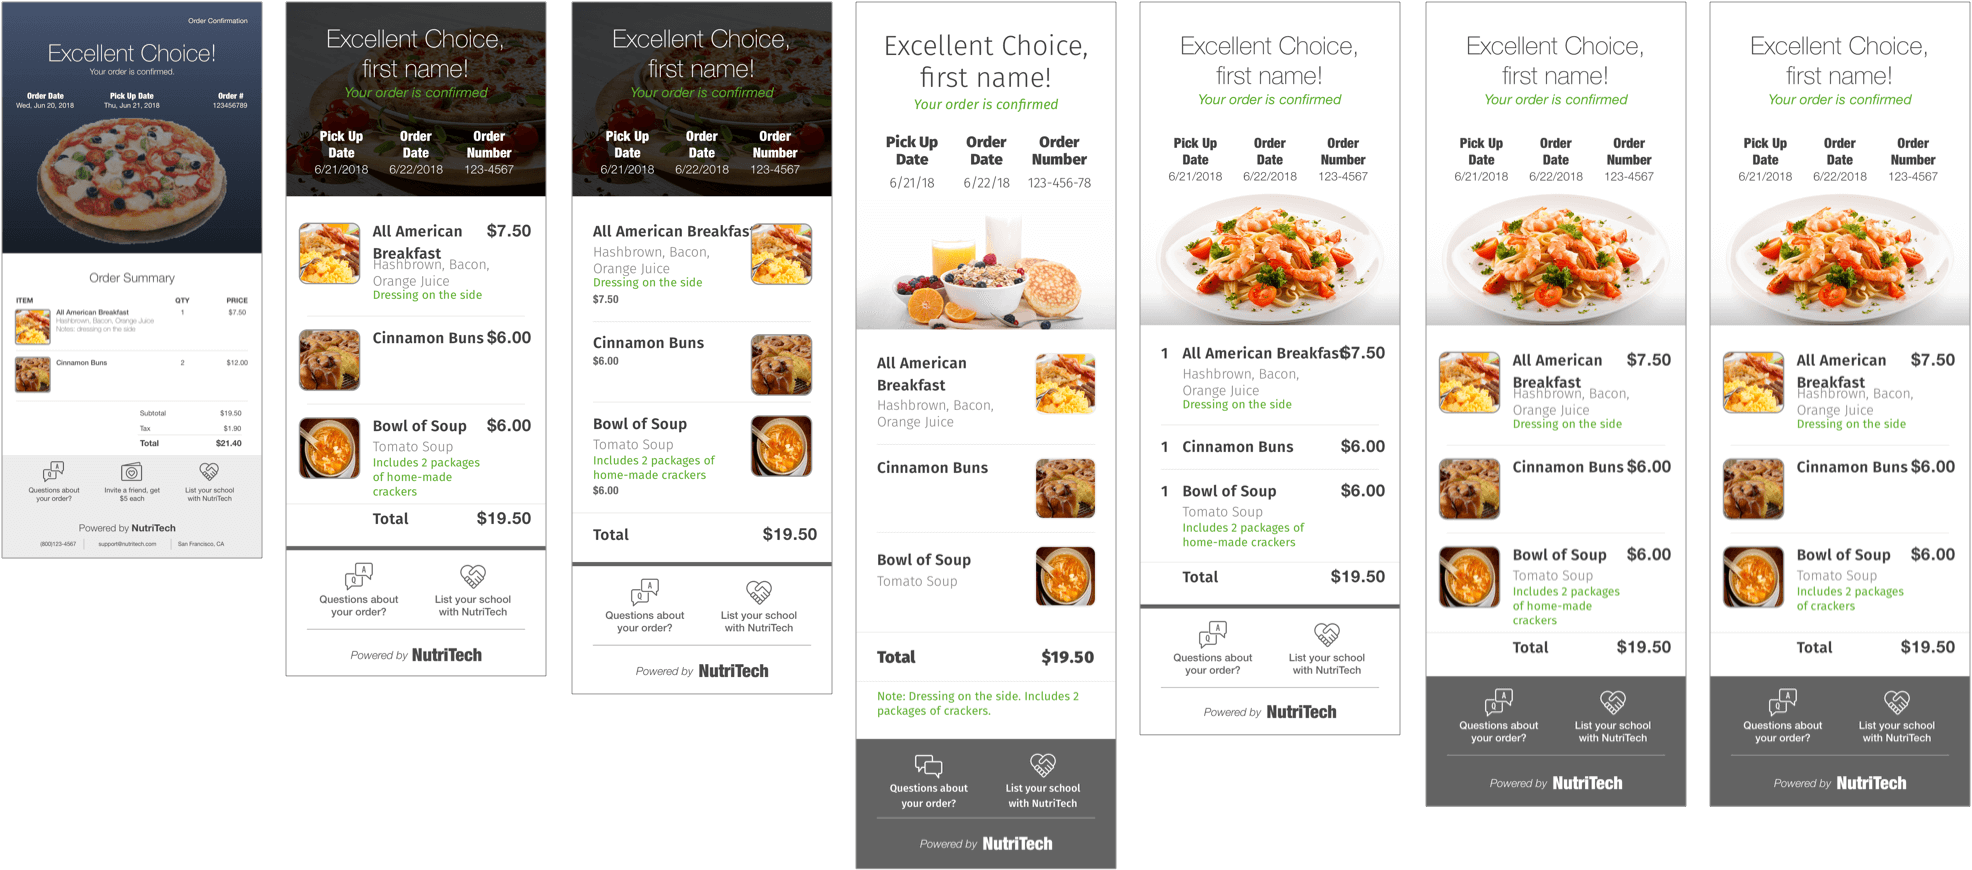 Order Confirmation
Excellent Choice!
Your order is confirmed.
Order Date Pick Up Date Order #
Wed, Jun 20, 2018 Thu, Jun 21, 2018 123456789
Order Summary
ITEM QTY PRICE
All American Breakfast 1 $7.50
Hashbrown, Bacon, Orange Juice
Notes: dressing on the side
Cinnamon Buns 2 $12.00
Subtotal $19.50
Tax $1.90
Total $21.40
Questions about Invite a friend, get List your school
your order? $5 each with NutriTech
Powered by NutriTech
(800)123-4567 support@nutritech.com San Francisco, CA
Excellent Choice,
first name!
Your order is confirmed
Pick Up Order Order
Date Date Number
6/21/2018 6/22/2018 123-4567
All American $7.50
Breakfast
Hashbrown, Bacon,
Orange Juice
Dressing on the side
Cinnamon Buns $6.00
Bowl of Soup $6.00
Tomato Soup
Includes 2 packages
of home-made
crackers
Total $19.50
Q A
Questions about List your school
your order? with NutriTech
Powered by NutriTech
Excellent Choice,
first name!
Your order is confirmed
Pick Up Order Order
Date Date Number
6/21/2018 6/22/2018 123-4567
All American Breakfast
Hashbrown, Bacon,
Orange Juice
Dressing on the side
$7.50
Cinnamon Buns
$6.00
Bowl of Soup
Tomato Soup
Includes 2 packages of
home-made crackers
$6.00
Total $19.50
Q A
Questions about List your school
your order? with NutriTech
Powered by NutriTech
Excellent Choice,
first name!
Your order is confirmed
Pick Up Order Order
Date Date Number
6/21/18 6/22/18 123-456-78
All American
Breakfast
Hashbrown, Bacon,
Orange Juice
Cinnamon Buns
Bowl of Soup
Tomato Soup
Total $19.50
Note: Dressing on the side. Includes 2
packages of crackers.
Questions about List your school
your order? with NutriTech
Powered by NutriTech
Excellent Choice,
first name!
Your order is confirmed
Pick Up Order Order
Date Date Number
6/21/2018 6/22/2018 123-4567
1 All American Breakfast $7.50
Hashbrown, Bacon,
Orange Juice
Dressing on the side
1 Cinnamon Buns $6.00
1 Bowl of Soup $6.00
Tomato Soup
Includes 2 packages of
home-made crackers
Total $19.50
Q A
Questions about List your school
your order? with NutriTech
Powered by NutriTech
Excellent Choice,
first name!
Your order is confirmed
Pick Up Order Order
Date Date Number
6/21/2018 6/22/2018 123-4567
All American $7.50
Breakfast
Hashbrown, Bacon,
Orange Juice
Dressing on the side
Cinnamon Buns $6.00
Bowl of Soup $6.00
Tomato Soup
Includes 2 packages
of home-made
crackers
Total $19.50
Q A
Questions about List your school
your order? with NutriTech
Powered by NutriTech
Excellent Choice,
first name!
Your order is confirmed
Pick Up Order Order
Date Date Number
6/21/2018 6/22/2018 123-4567
All American $7.50
Breakfast
Hashbrown, Bacon,
Orange Juice
Dressing on the side
Cinnamon Buns $6.00
Bowl of Soup $6.00
Tomato Soup
Includes 2 packages
of crackers
Total $19.50
Q A
Questions about List your school
your order? with NutriTech
Powered by NutriTech